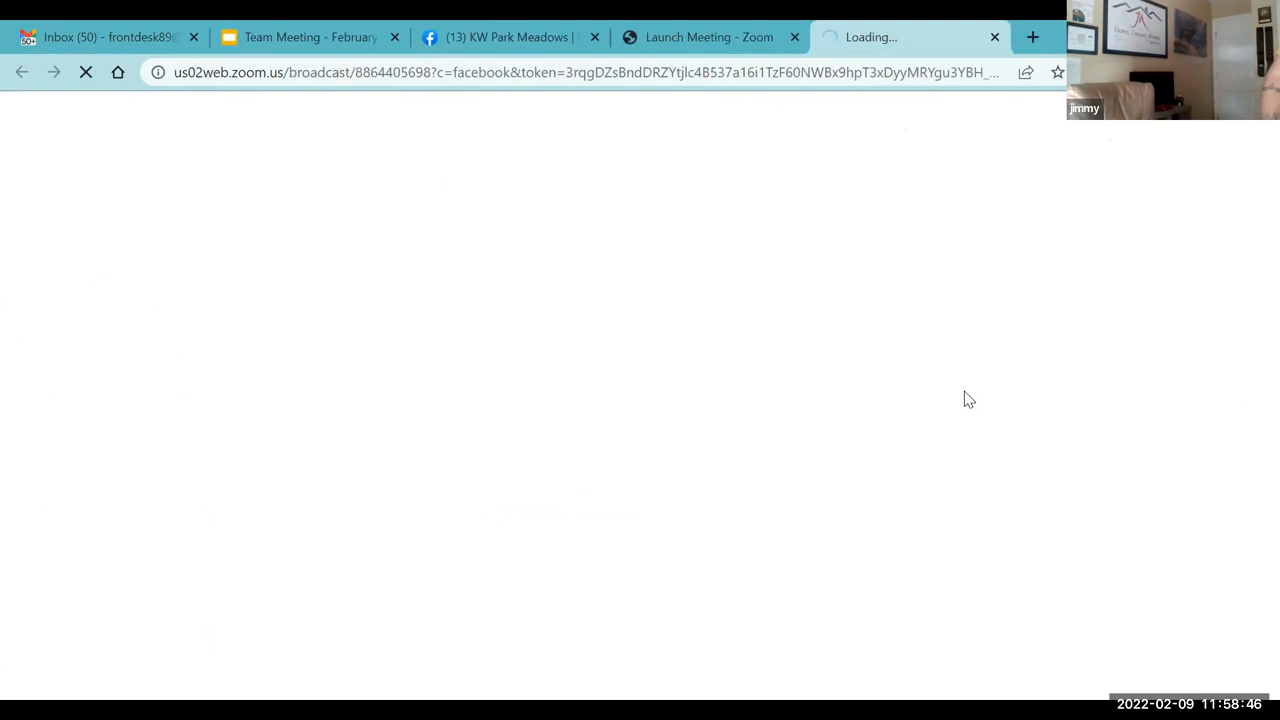 Inbox (50) - frontdesk89@
Team Meeting - February
(13) KW Park Meadows |
Launch Meeting - Zoom
Loading...
us02web.zoom.us/broadcast/8864405698?c=facebook&token=3rqgDZsBndDRZYtjlc4B537a16i1TzF60NWBx9hpT3xDyyMRYgu3YBH_...
JA
jimmy
2022-02-09 11:58:46